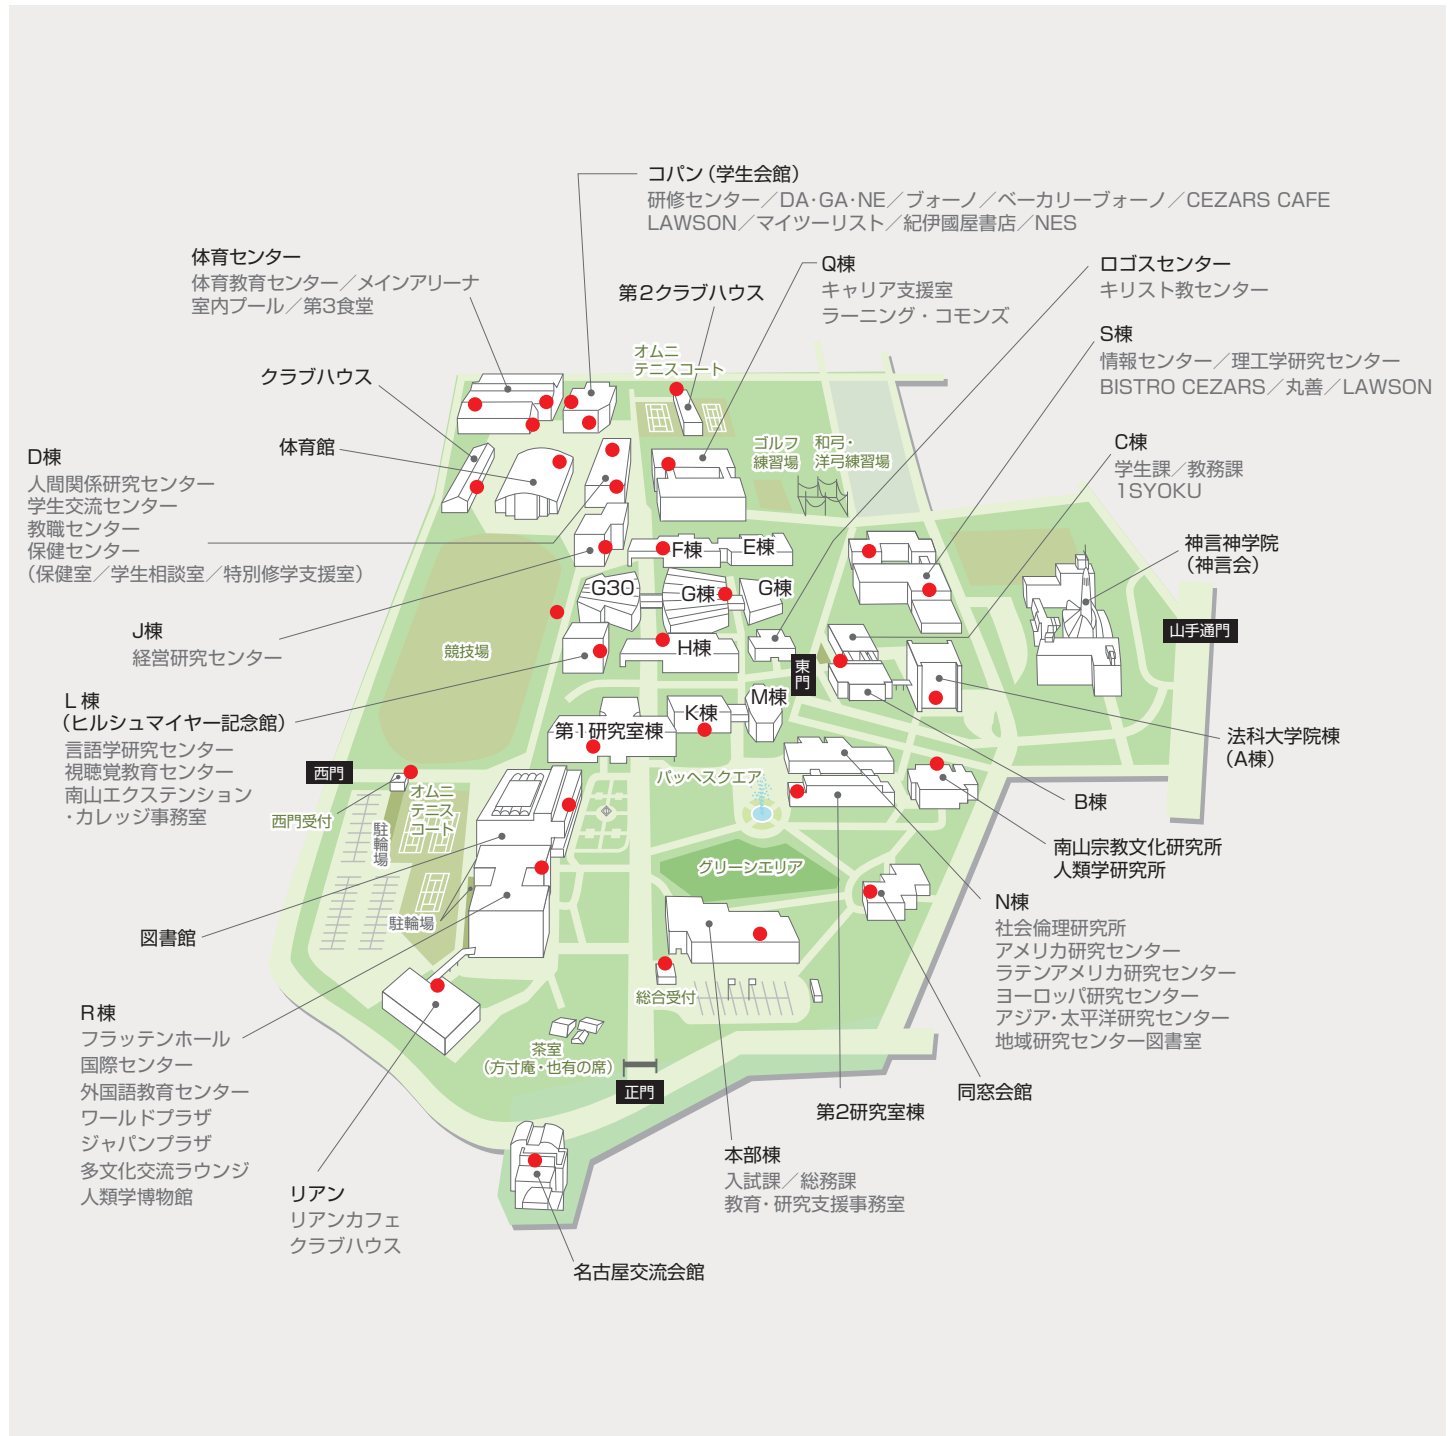 コパン（学生会館）
研修センター／DA・GA・NE／ブォーノ／ベーカリーブォーノ／CEZARS CAFE
LAWSON／マイツーリスト／紀伊國屋書店／NES
体育センター
体育教育センター／メインアリーナ
室内プール／第3食堂
第２クラブハウス
Q棟
キャリア支援室
ラーニング・コモンズ
ロゴスセンター
キリスト教センター
S棟
情報センター／理工学研究センター
BISTRO CEZARS／丸善／LAWSON
オムニ
テニスコート
クラブハウス
体育館
ゴルフ
練習場
和弓・
洋弓練習場
C棟
学生課／教務課
1SYOKU
D棟
人間関係研究センター
学生交流センター
教職センター
保健センター
（保健室／学生相談室／特別修学支援室）
神言神学院
（神言会）
F棟
E棟
G30
G棟
G棟
山手通門
J棟
経営研究センター
競技場
H棟
東門
L棟
（ヒルシュマイヤー記念館）
言語学研究センター
視聴覚教育センター
南山エクステンション
・カレッジ事務室
M棟
K棟
第1研究室棟
法科大学院棟
（A棟）
西門
パッヘスクエア
オムニ
テニス
コート
西門受付
駐輪場
B棟
南山宗教文化研究所
人類学研究所
グリーンエリア
N棟
社会倫理研究所
アメリカ研究センター
ラテンアメリカ研究センター
ヨーロッパ研究センター
アジア・太平洋研究センター
地域研究センター図書室
駐輪場
図書館
総合受付
R棟
フラッテンホール
国際センター
外国語教育センター
ワールドプラザ
ジャパンプラザ
多文化交流ラウンジ
人類学博物館
茶室
（方寸庵・也有の席）
正門
同窓会館
第2研究室棟
本部棟
入試課／総務課
教育・研究支援事務室
リアン
リアンカフェ
クラブハウス
名古屋交流会館